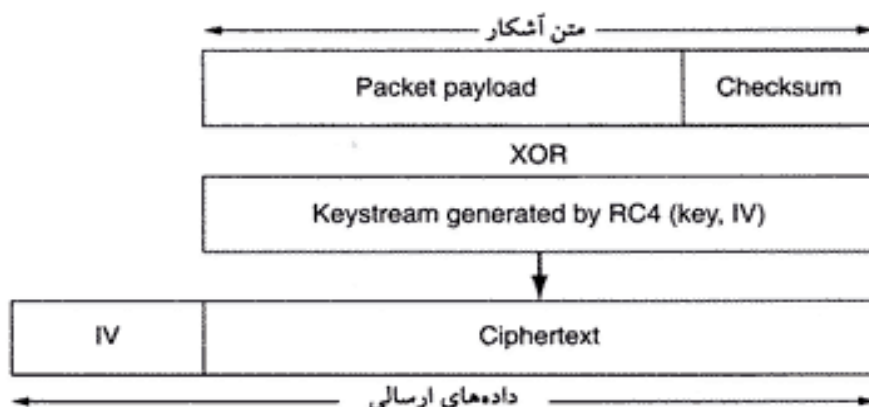 متن آشکار
Packet payload Checksum
XOR
Keystream generated by RC4 (key, IV)
IV Ciphertext
داده‌های ارسالی